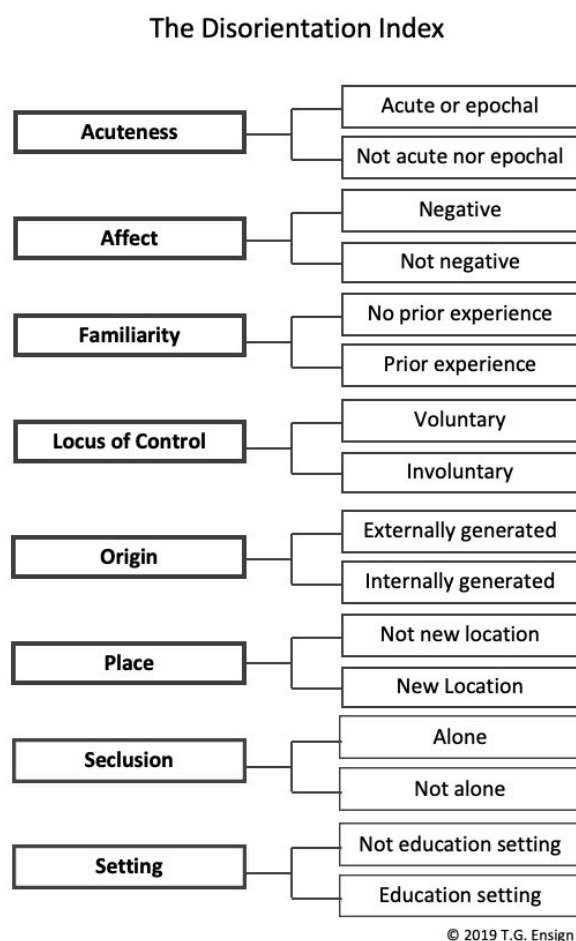 The Disorientation Index
Acuteness
Acute or epochal
Not acute nor epochal
Affect
Negative
Not negative
Familiarity
No prior experience
Prior experience
Locus of Control
Voluntary
Involuntary
Origin
Externally generated
Internally generated
Place
Not new location
New Location
Seclusion
Alone
Not alone
Setting
Not education setting
Education setting
© 2019 T.G. Ensign